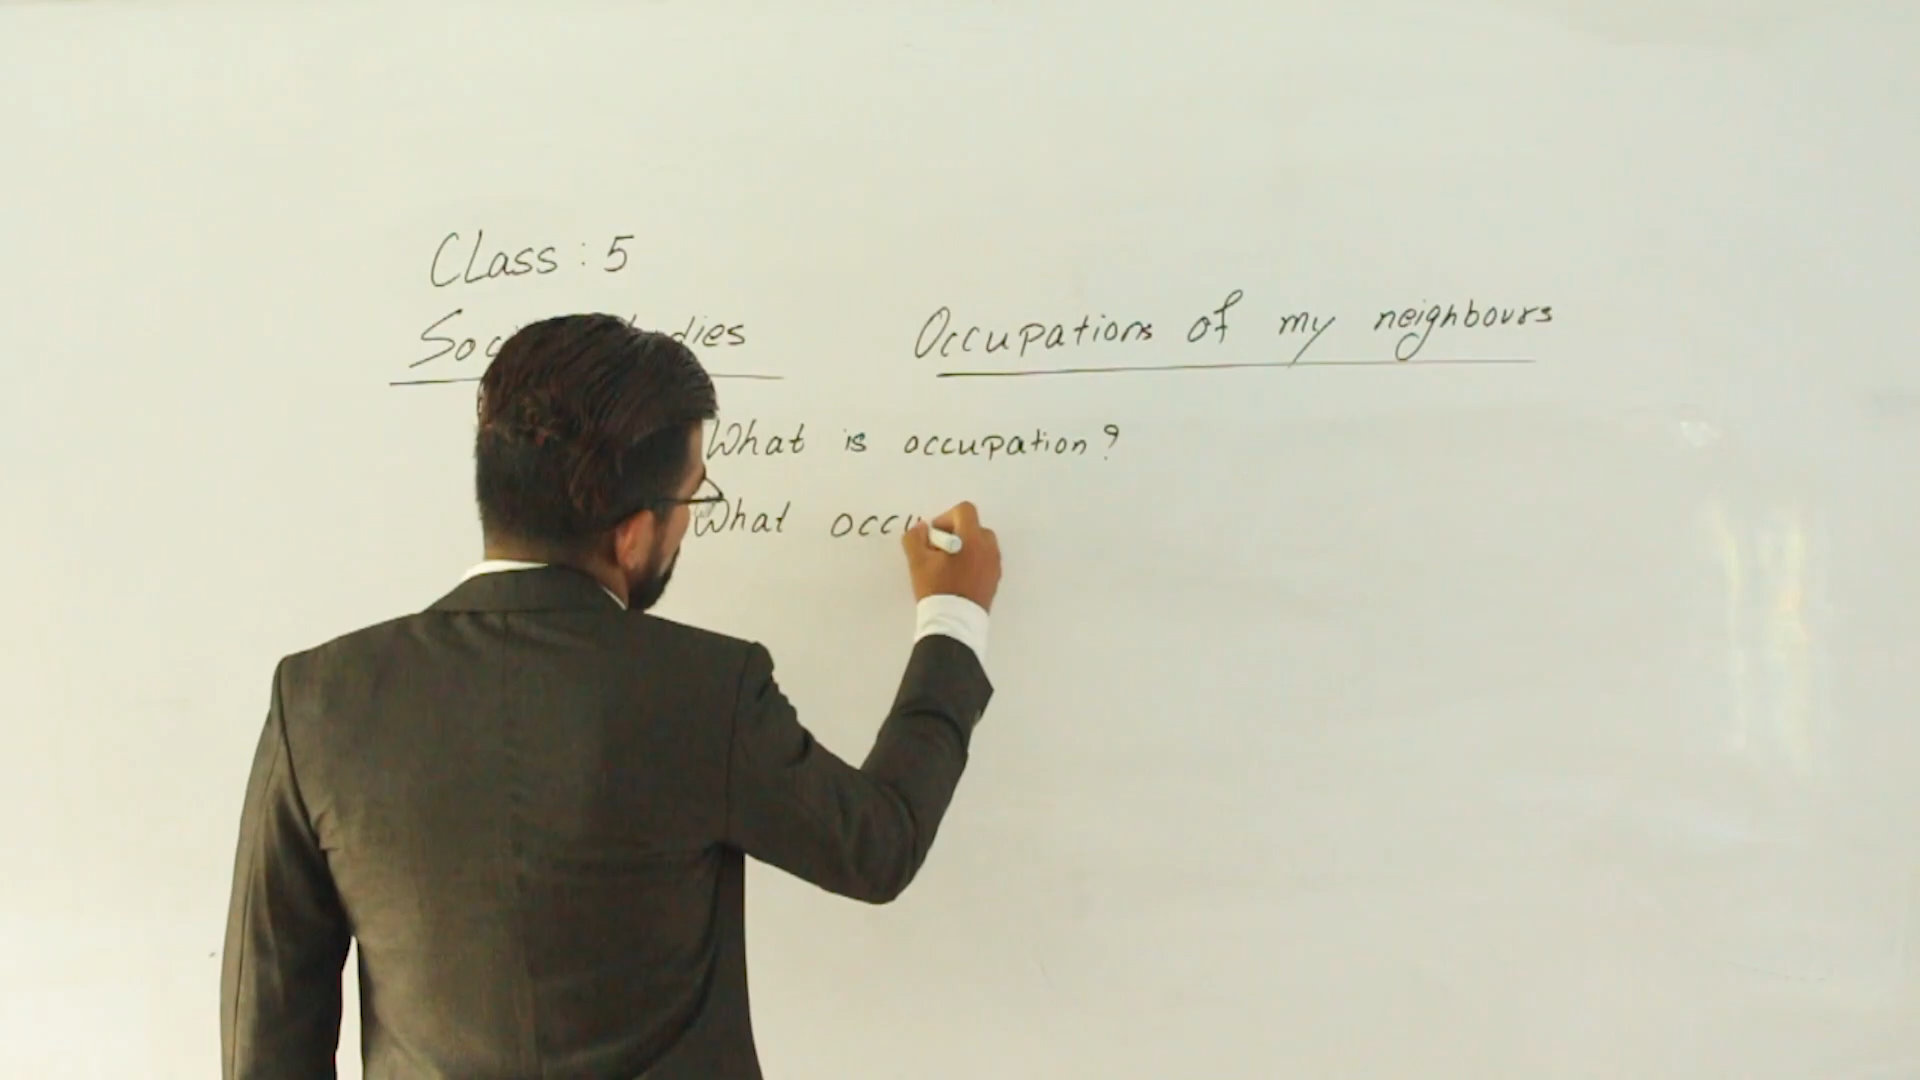 Class : 5
Occupations of my neighbours
What is occupation?
What